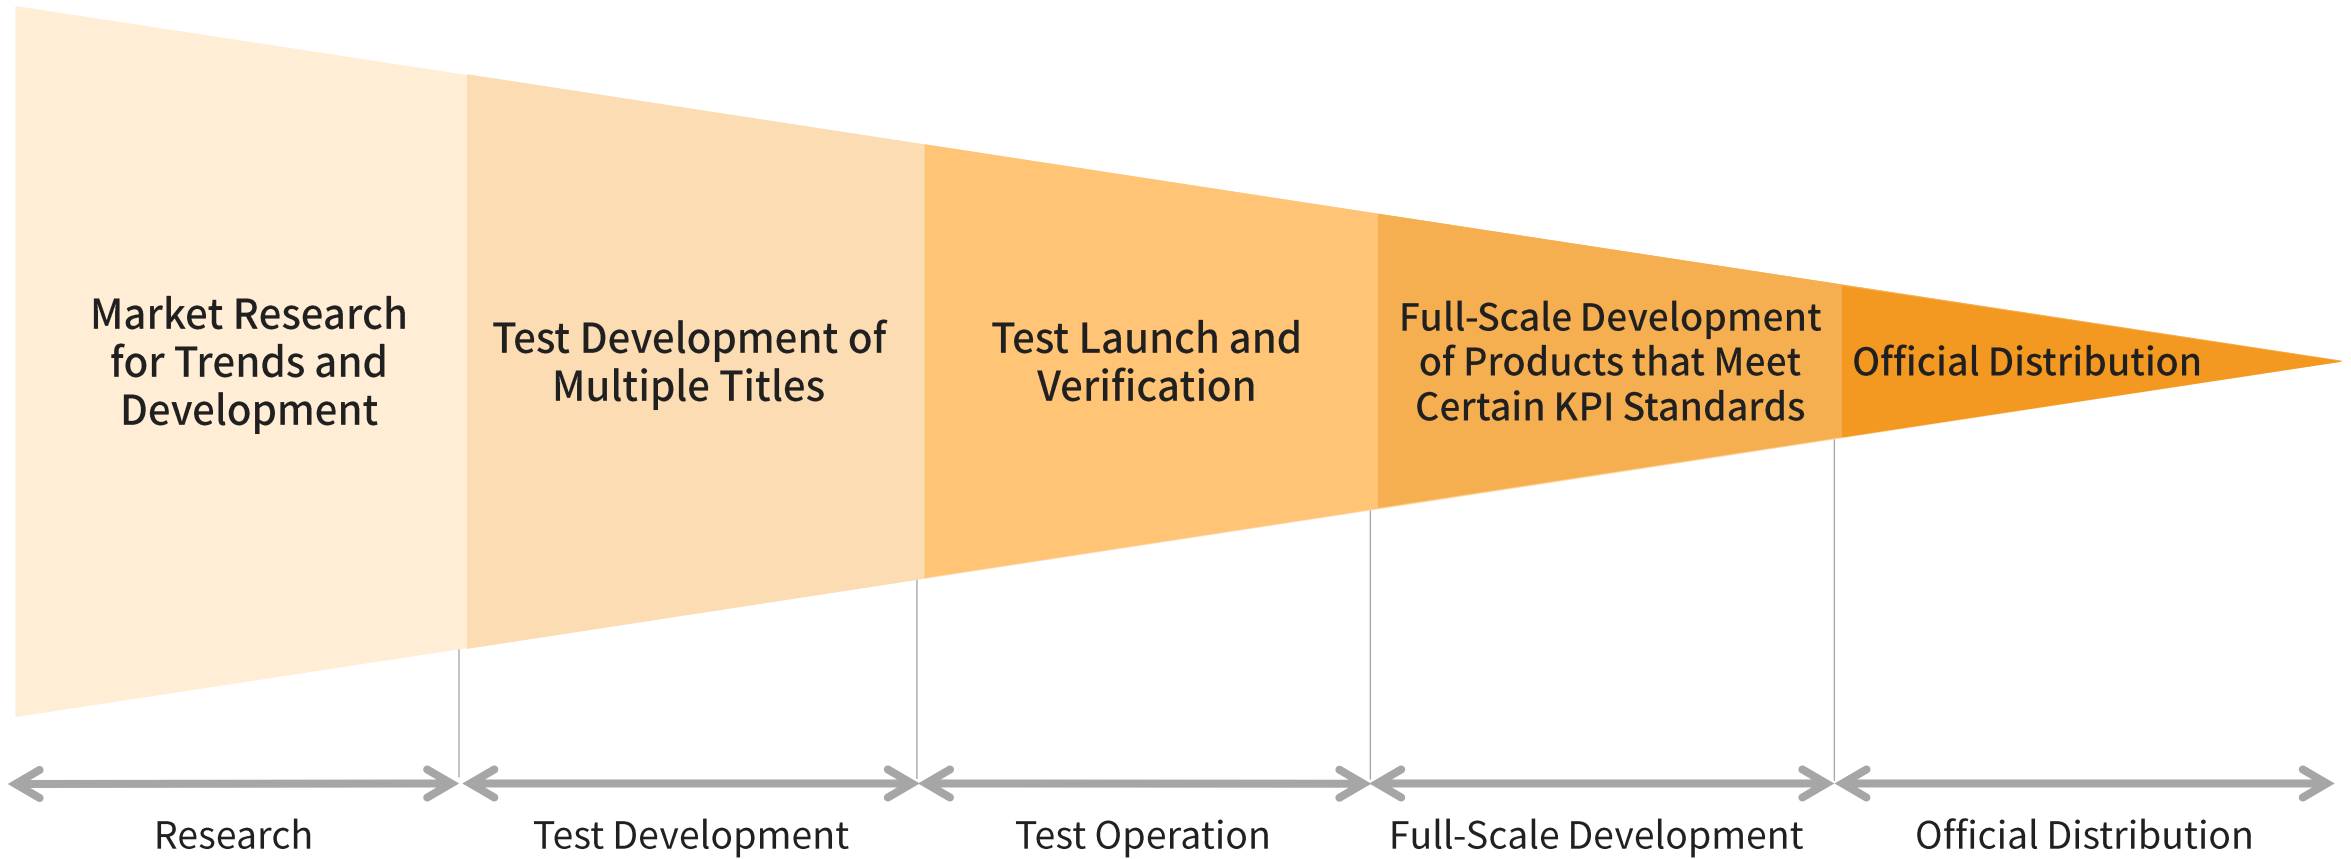 Market Research
for Trends and
Development
Test Development of
Multiple Titles
Test Launch and
Verification
Full-Scale Development
of Products that Meet
Certain KPI Standards
Official Distribution
Research
Test Development
Test Operation
Full-Scale Development
Official Distribution